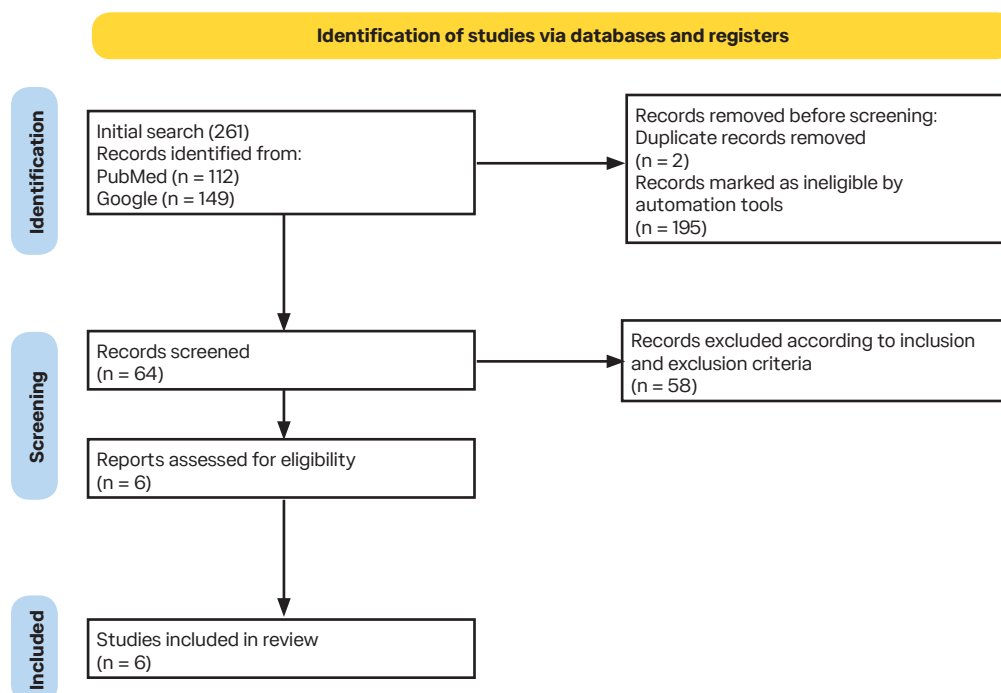 Identification of studies via databases and registers
Identification
Initial search (261)
Records identified from:
PubMed (n = 112)
Google (n = 149)
Records removed before screening:
Duplicate records removed
(n = 2)
Records marked as ineligible by
automation tools
(n = 195)
Screening
Records screened
(n = 64)
Records excluded according to inclusion
and exclusion criteria
(n = 58)
Reports assessed for eligibility
(n = 6)
Included
Studies included in review
(n = 6)